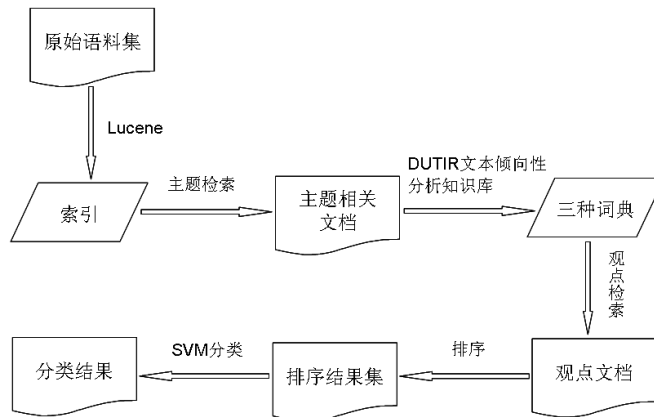 原始语料集
Lucene
索引
主题检索
主题相关
文档
DUTIR文本倾向性
分析知识库
三种词典
观点检索
分类结果
SVM分类
排序结果集
排序
观点文档